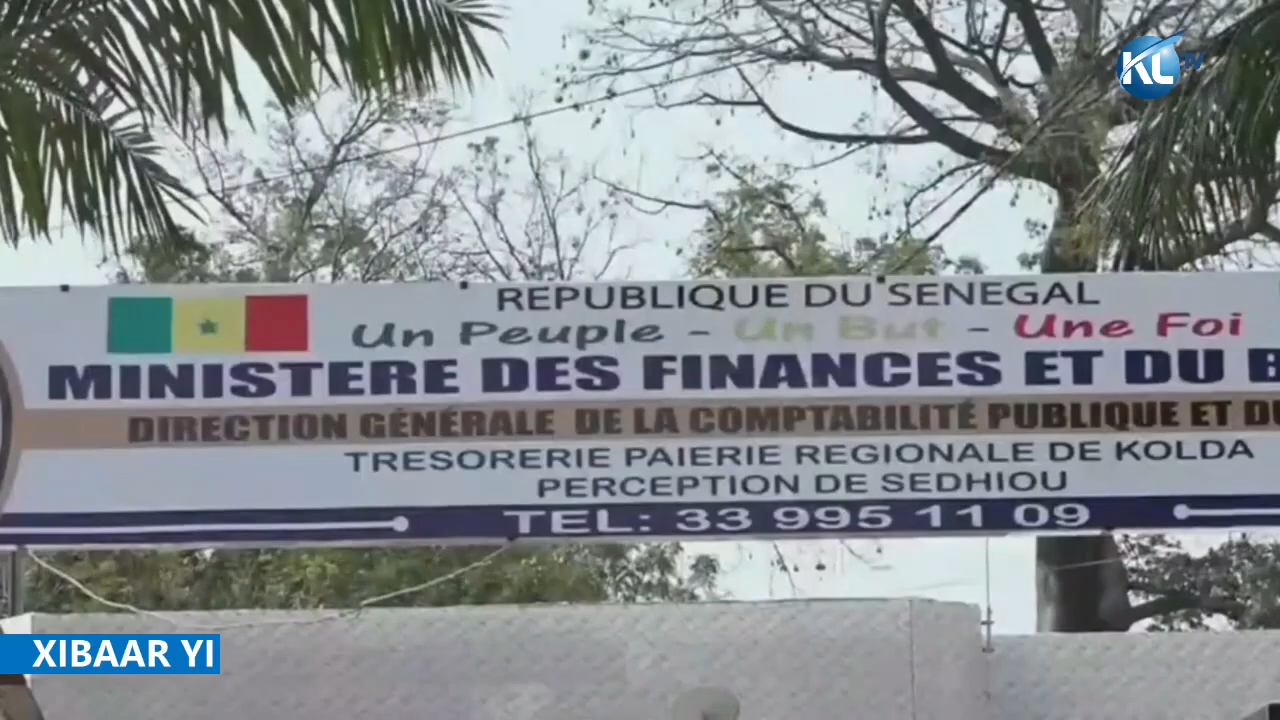 KL TV
REPUBLIQUE DU SENEGAL
Un Peuple - Un But - Une Foi
MINISTERE DES FINANCES ET DU
DIRECTION GÉNÉRALE DE LA COMPTABILITÉ PUBLIQUE ET
TRESORERIE PAIERIE REGIONALE DE KOLDA
PERCEPTION DE SEDHIOU
TEL: 33 995 11 09
XIBAAR YI